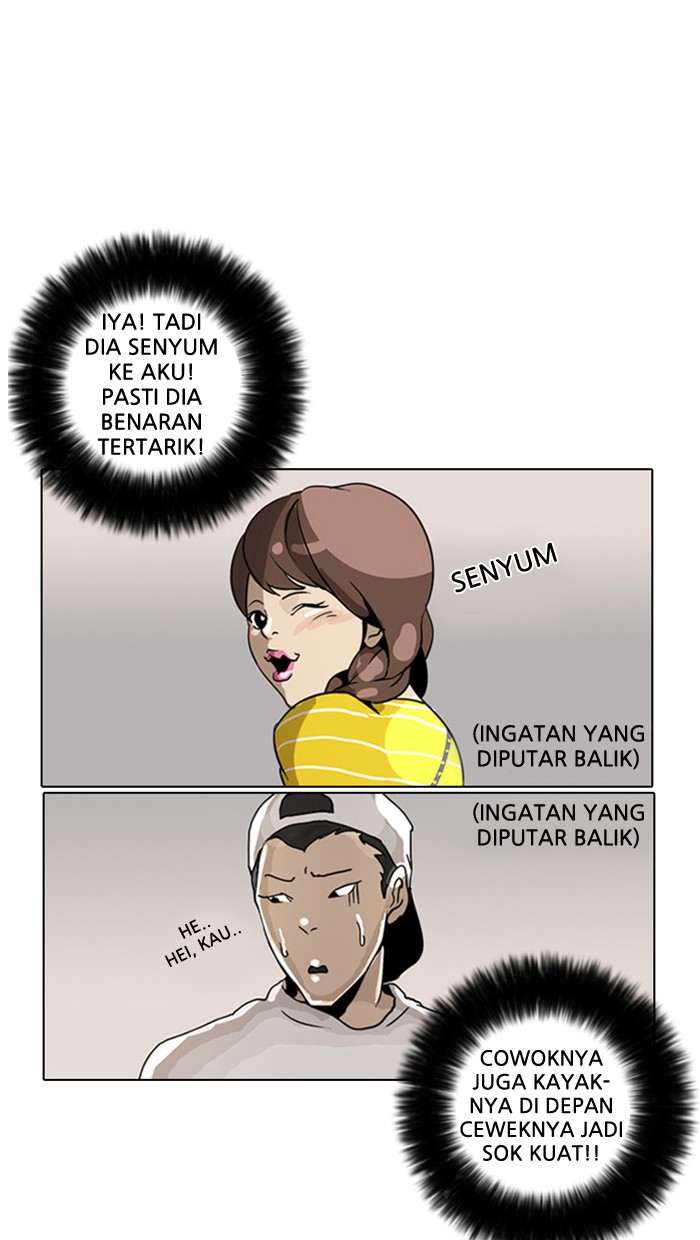 IYA! TADI
DIA SENYUM
KE AKU!
PASTI DIA
BENARAN
TERTARIK!
SENYUM
(INGATAN YANG
DIPUTAR BALIK)
(INGATAN YANG
DIPUTAR BALIK)
HE..
HEI, KAU..
COWOKNYA
JUGA KAYAK-
NYA DI DEPAN
CEWEKNYA JADI
SOK KUAT!!